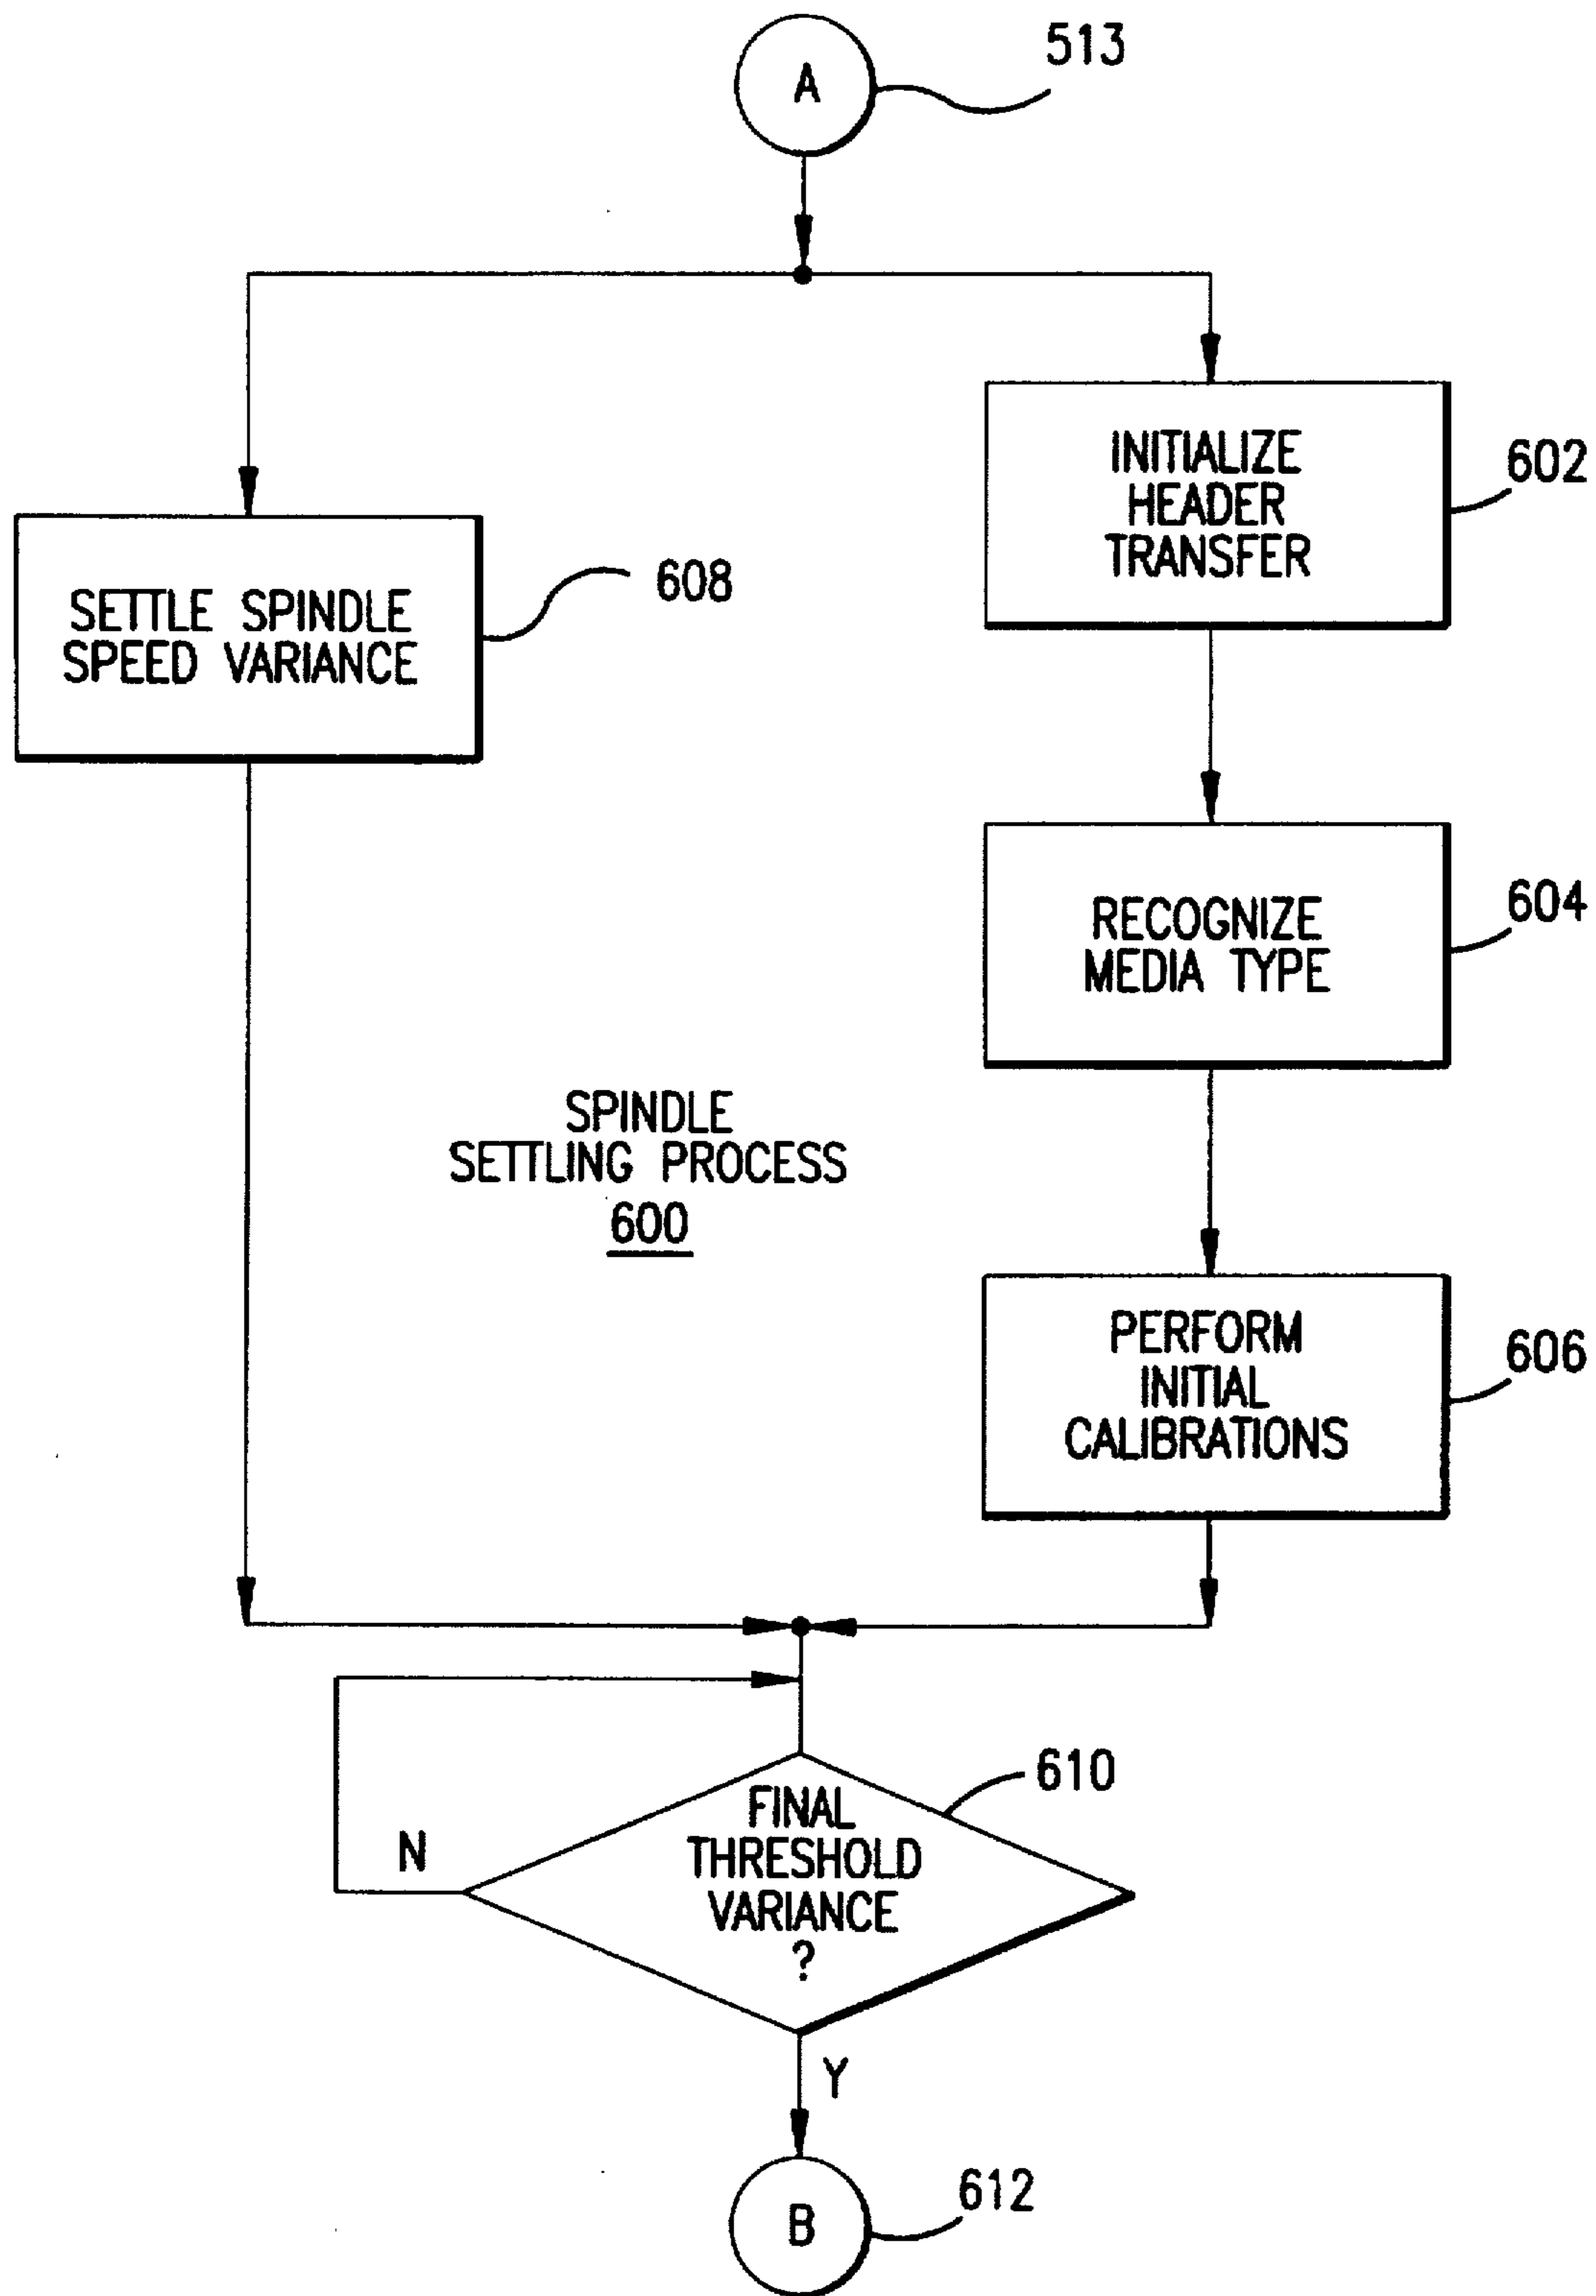 A
513
INITIALIZE
HEADER
TRANSFER
602
SETTLE SPINDLE
SPEED VARIANCE
608
RECOGNIZE
MEDIA TYPE
604
SPINDLE
SETTLING PROCESS
600
PERFORM
INITIAL
CALIBRATIONS
606
FINAL
THRESHOLD
VARIANCE
?
610
N
Y
B
612